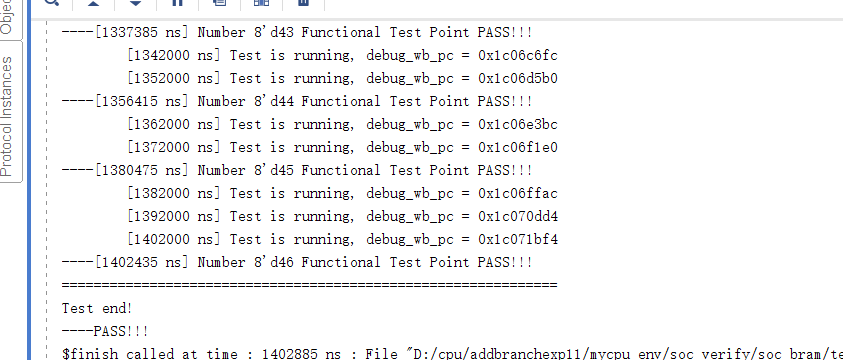 Objec
Protocol Instances
----[1337385 ns] Number 8'd43 Functional Test Point PASS!!!
[1342000 ns] Test is running, debug_wb_pc = 0x1c06c6fc
[1352000 ns] Test is running, debug_wb_pc = 0x1c06d5b0
----[1356415 ns] Number 8'd44 Functional Test Point PASS!!!
[1362000 ns] Test is running, debug_wb_pc = 0x1c06e3bc
[1372000 ns] Test is running, debug_wb_pc = 0x1c06f1e0
----[1380475 ns] Number 8'd45 Functional Test Point PASS!!!
[1382000 ns] Test is running, debug_wb_pc = 0x1c06ffac
[1392000 ns] Test is running, debug_wb_pc = 0x1c070dd4
[1402000 ns] Test is running, debug_wb_pc = 0x1c071bf4
----[1402435 ns] Number 8'd46 Functional Test Point PASS!!!
==============================================================
Test end!
----PASS!!!
$finish called at time : 1402885 ns : File "D:/cpu/addbranchexp11/mycpu_env/soc_verify/soc_bram/te